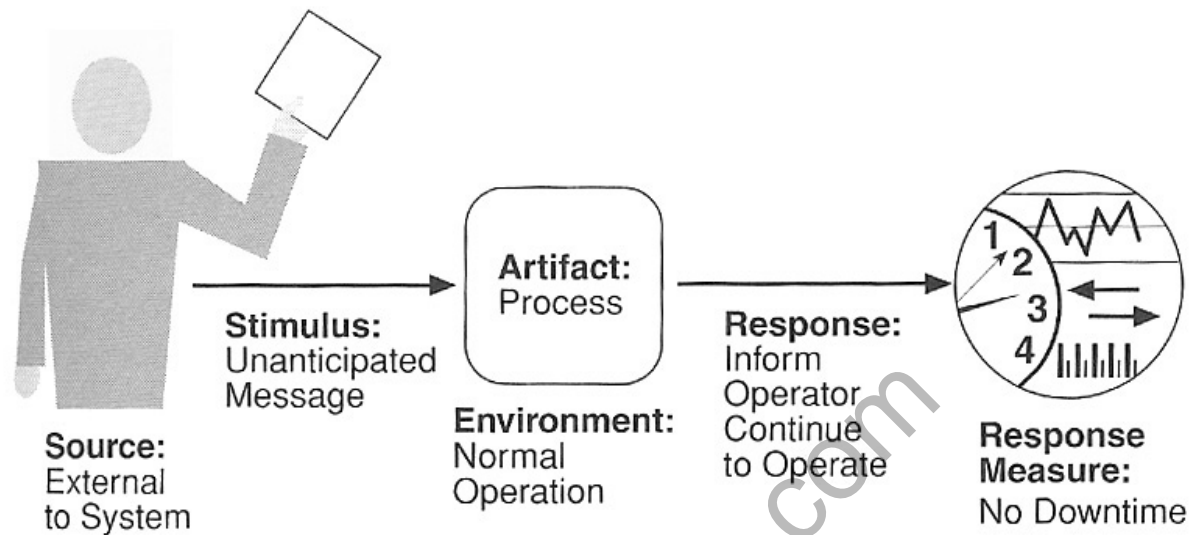 Artifact:
Process
Stimulus:
Unanticipated
Message
Response:
Inform
Operator
Continue
to Operate
Environment:
Normal
Operation
Source:
External
to System
1
2
3
4
Response
Measure:
No Downtime
com